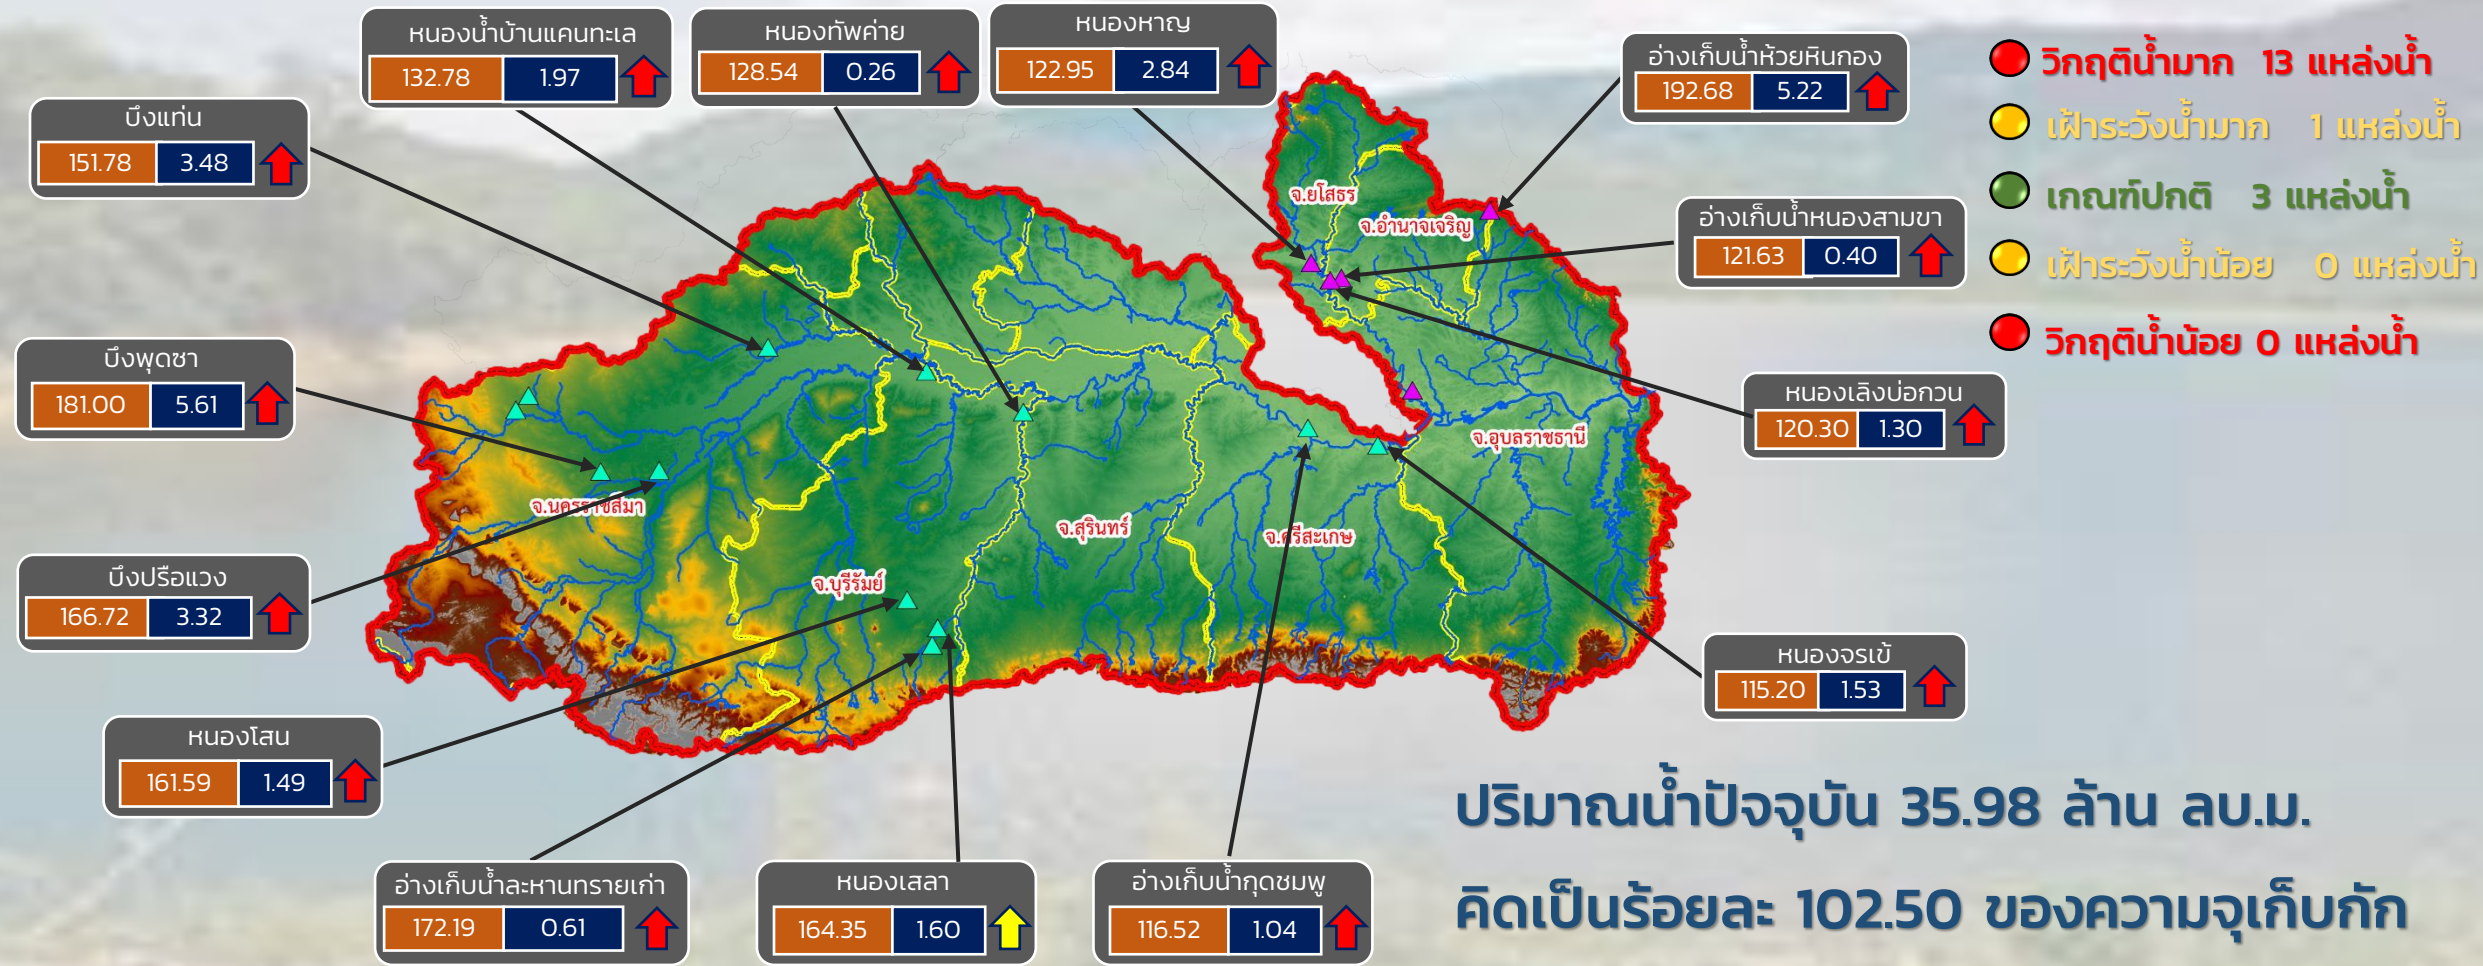 หนองน้ำบ้านแคนทะเล
132.78 1.97
หนองทัพค่าย
128.54 0.26
หนองหาญ
122.95 2.84
อ่างเก็บน้ำห้วยหินกอง
192.68 5.22
วิกฤติน้ำมาก 13 แหล่งน้ำ
เฝ้าระวังน้ำมาก 1 แหล่งน้ำ
เกณฑ์ปกติ 3 แหล่งน้ำ
เฝ้าระวังน้ำน้อย 0 แหล่งน้ำ
วิกฤติน้ำน้อย 0 แหล่งน้ำ
บึงแท่น
151.78 3.48
อ่างเก็บน้ำหนองสามขา
121.63 0.40
จ.ยโสธร
จ.อำนาจเจริญ
บึงพุดซา
181.00 5.61
หนองเลิงบ่อกวน
120.30 1.30
จ.อุบลราชธานี
จ.นครราชสีมา
จ.สุรินทร์
จ.ศรีสะเกษ
จ.บุรีรัมย์
บึงปรือแวง
166.72 3.32
หนองจรเข้
115.20 1.53
หนองโสน
161.59 1.49
อ่างเก็บน้ำละหานทรายเก่า
172.19 0.61
หนองเสลา
164.35 1.60
อ่างเก็บน้ำกุดชมพู
116.52 1.04
ปริมาณน้ำปัจจุบัน 35.98 ล้าน ลบ.ม.
คิดเป็นร้อยละ 102.50 ของความจุเก็บกัก